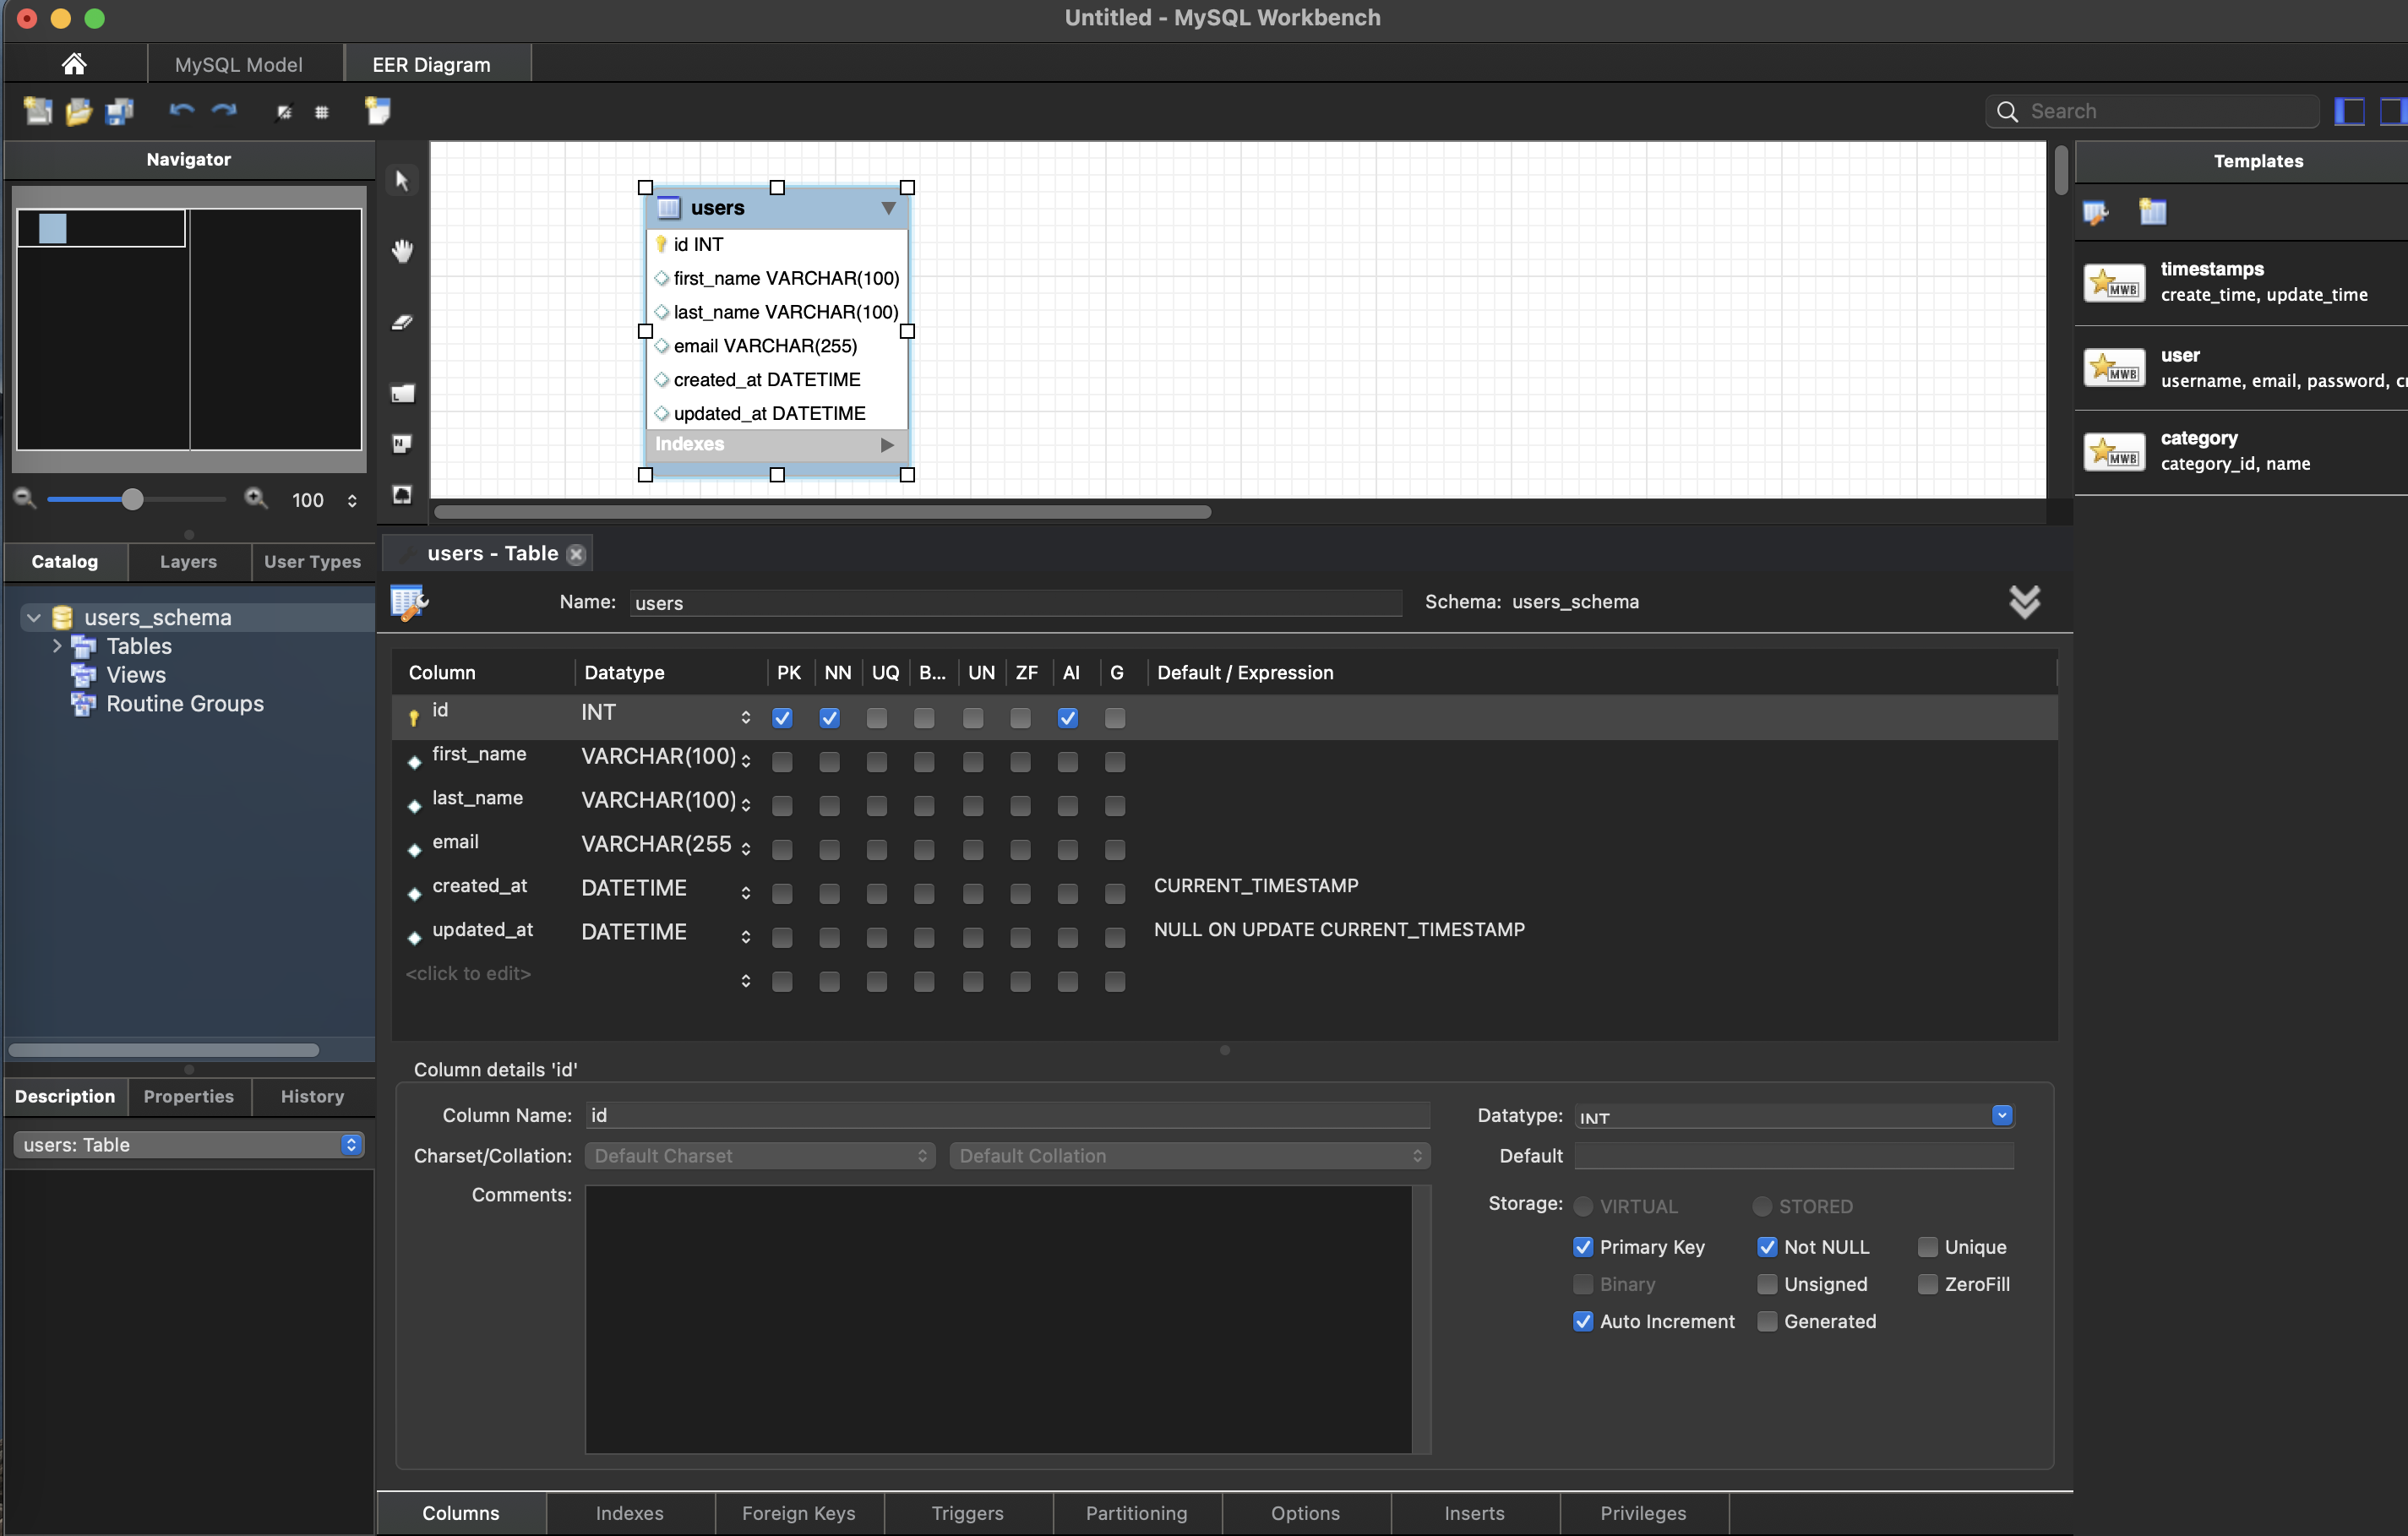 Untitled - MySQL Workbench
MySQL Model
EER Diagram
Search
Navigator
100
Catalog
Layers
User Types
users_schema
Tables
Views
Routine Groups
Description
Properties
History
users: Table
users
id INT
first_name VARCHAR(100)
last_name VARCHAR(100)
email VARCHAR(255)
created_at DATETIME
updated_at DATETIME
Indexes
Templates
MWB
timestamps
create_time, update_time
MWB
user
username, email, password,
MWB
category
category_id, name
users - Table
Name: users Schema: users_schema
Column Datatype PK NN UQ B... UN ZF AI G Default / Expression
id INT
first_name VARCHAR(100)
last_name VARCHAR(100)
email VARCHAR(255
created_at DATETIME CURRENT_TIMESTAMP
updated_at DATETIME NULL ON UPDATE CURRENT_TIMESTAMP
<click to edit>
Column details 'id'
Column Name: id Datatype: INT
Charset/Collation: Default Charset Default Collation Default
Comments:
Storage: VIRTUAL STORED
Primary Key Not NULL Unique
Binary Unsigned ZeroFill
Auto Increment Generated
Columns Indexes Foreign Keys Triggers Partitioning Options Inserts Privileges